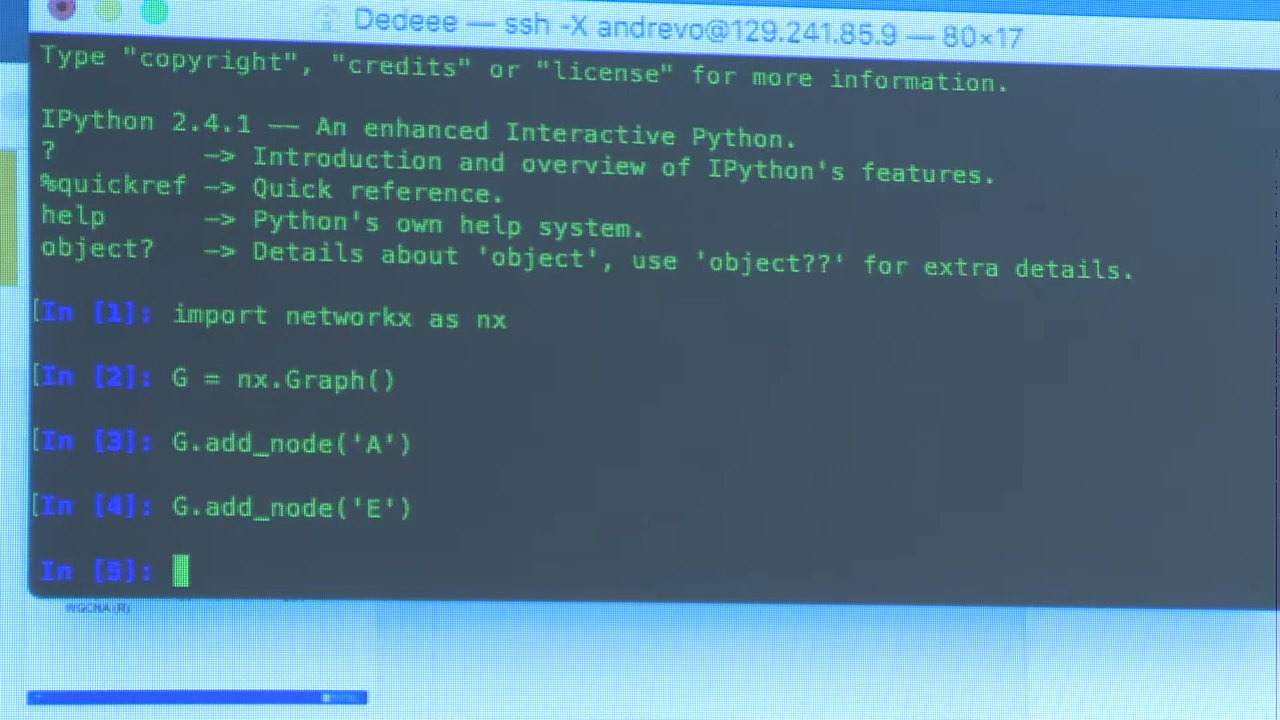 Dedeee — ssh -X andrevo@129.241.85.9 — 80×17
Type "copyright", "credits" or "license" for more information.
IPython 2.4.1 -- An enhanced Interactive Python.
?         -> Introduction and overview of IPython's features.
%quickref -> Quick reference.
help      -> Python's own help system.
object?   -> Details about 'object', use 'object??' for extra details.
[In [1]: import networkx as nx
[In [2]: G = nx.Graph()
[In [3]: G.add_node('A')
[In [4]: G.add_node('E')
In [5]:
WGCNA(R)